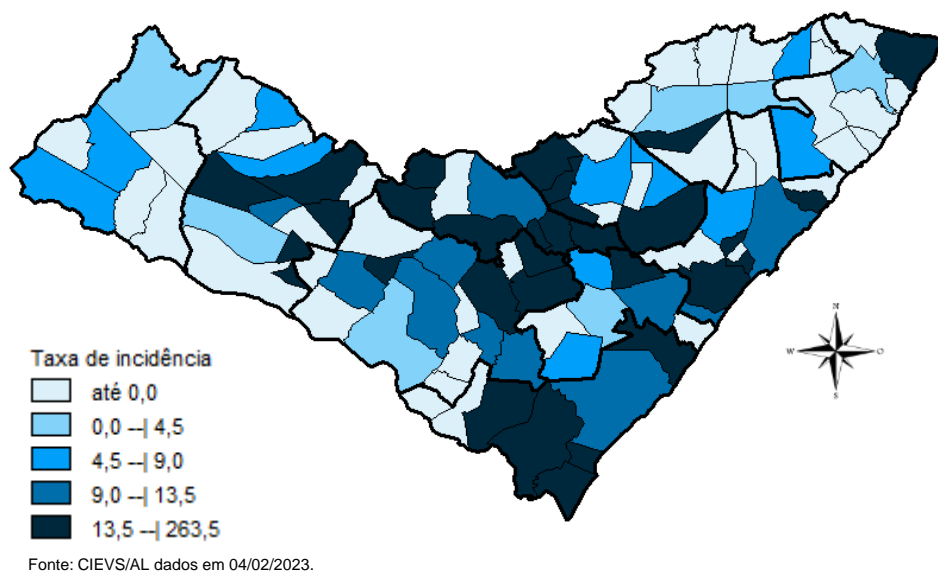 N
W
O
S
Taxa de incidência
até 0,0
0,0 --| 4,5
4,5 --| 9,0
9,0 --| 13,5
13,5 --| 263,5
Fonte: CIEVS/AL dados em 04/02/2023.